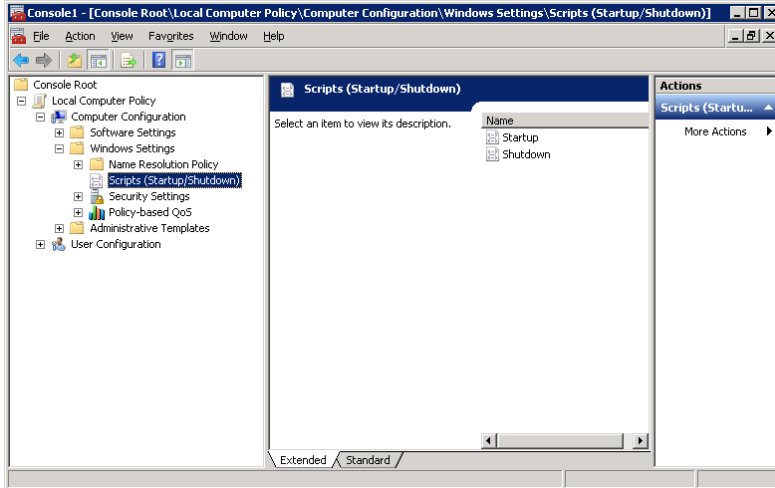 Console1 - [Console Root\Local Computer Policy\Computer Configuration\Windows Settings\Scripts (Startup/Shutdown)]
File Action View Favorites Window Help
Console Root
Local Computer Policy
Computer Configuration
Software Settings
Windows Settings
Name Resolution Policy
Scripts (Startup/Shutdown)
Security Settings
Policy-based QoS
Administrative Templates
User Configuration
Scripts (Startup/Shutdown)
Select an item to view its description.
Name
Startup
Shutdown
Extended Standard
Actions
Scripts (Startu...
More Actions